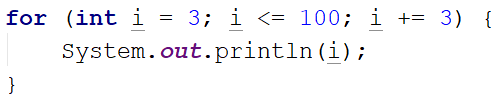 for (int i = 3; i <= 100; i += 3) {
    System.out.println(i);
}